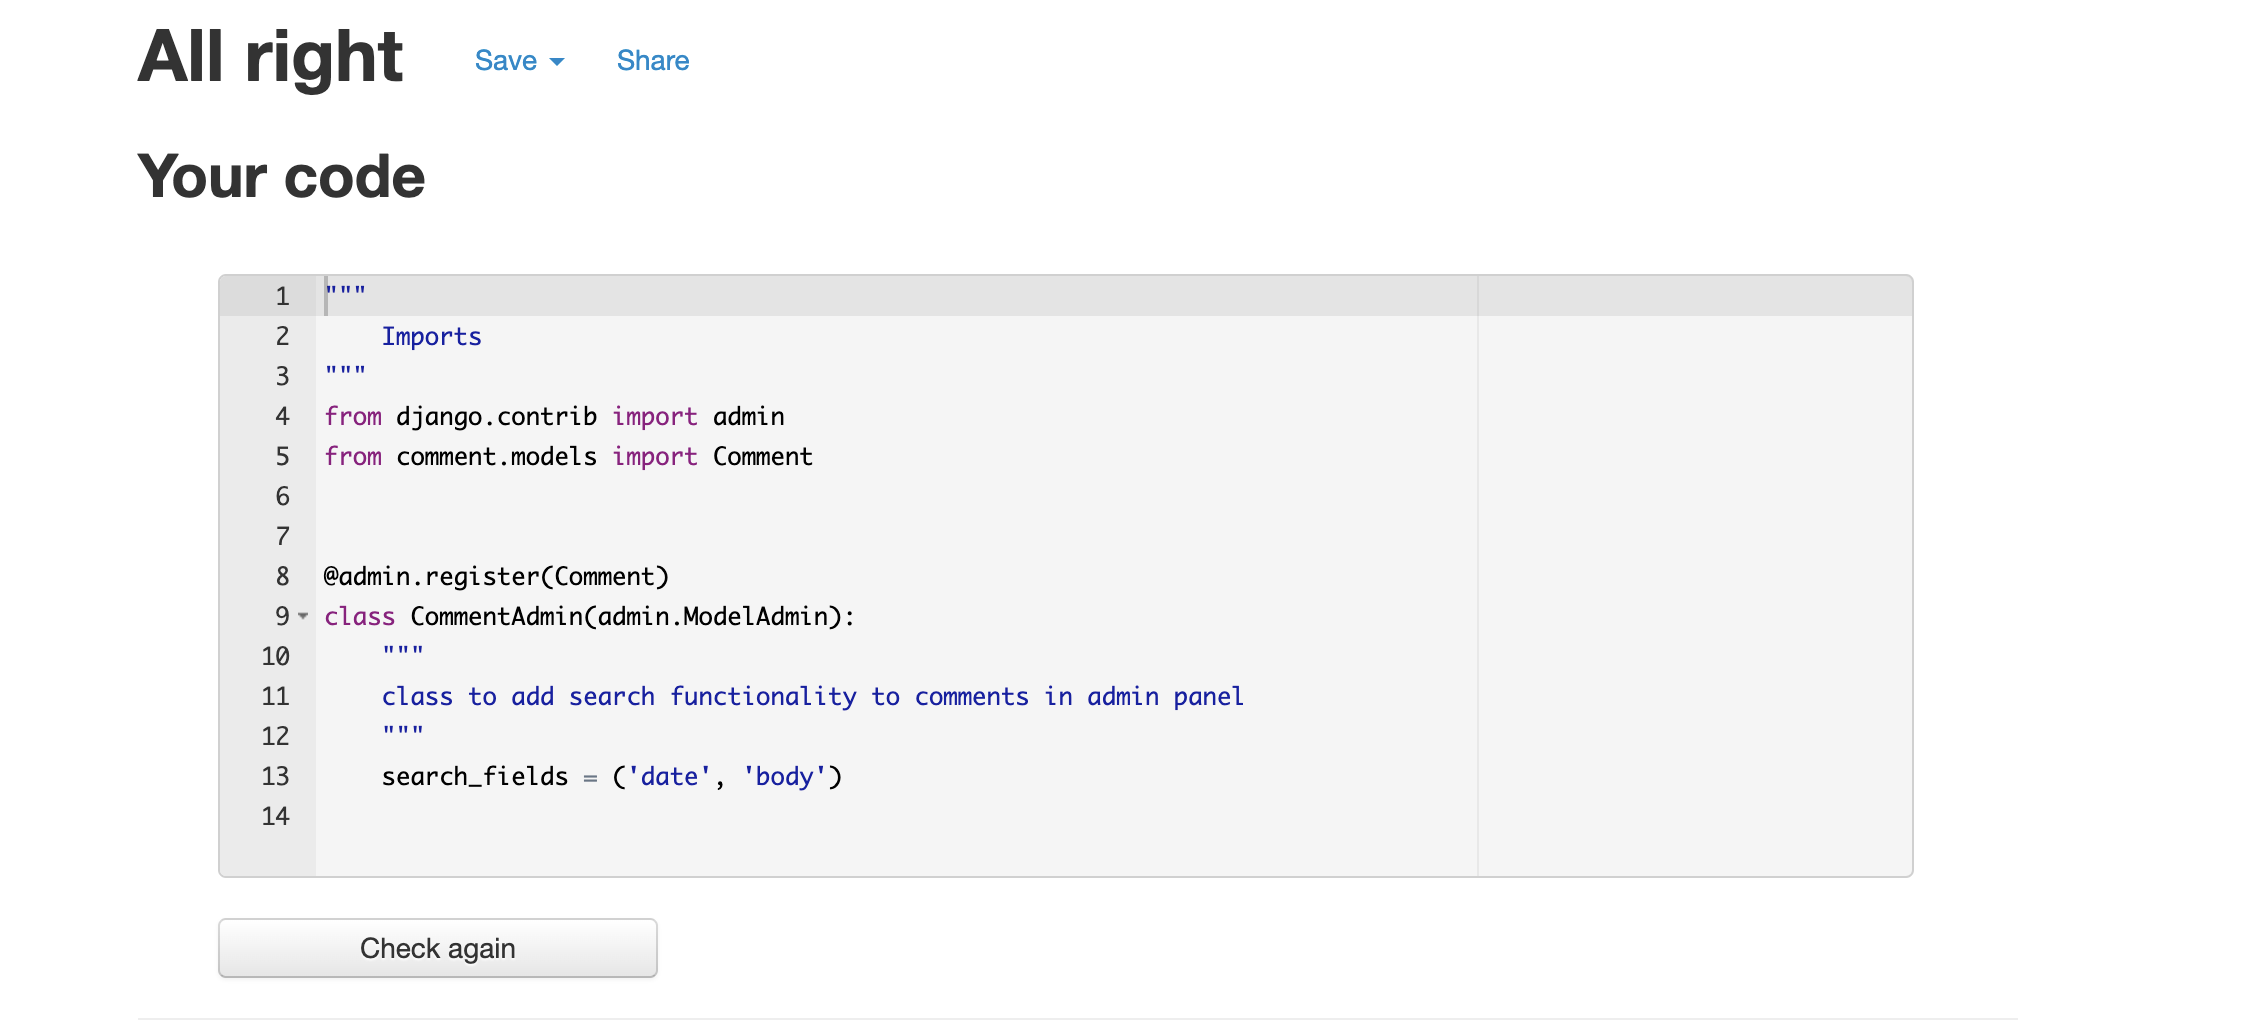 All right Save Share
Your code
1 """
2     Imports
3 """
4 from django.contrib import admin
5 from comment.models import Comment
6
7
8 @admin.register(Comment)
9 class CommentAdmin(admin.ModelAdmin):
10     """
11     class to add search functionality to comments in admin panel
12     """
13     search_fields = ('date', 'body')
14
Check again